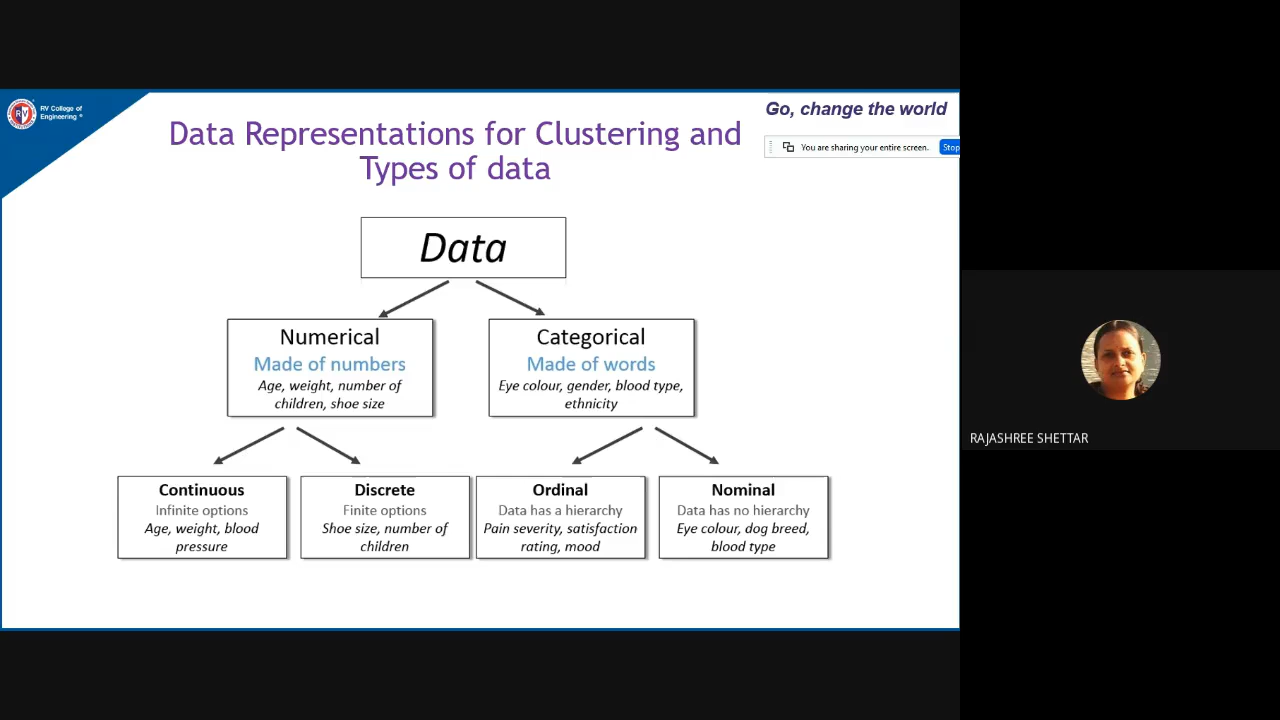 RV College of
Engineering
Go, change the world
Data Representations for Clustering and
Types of data
You are sharing your entire screen.
Stop
Data
Numerical
Made of numbers
Age, weight, number of
children, shoe size
Categorical
Made of words
Eye colour, gender, blood type,
ethnicity
Continuous
Infinite options
Age, weight, blood
pressure
Discrete
Finite options
Shoe size, number of
children
Ordinal
Data has a hierarchy
Pain severity, satisfaction
rating, mood
Nominal
Data has no hierarchy
Eye colour, dog breed,
blood type
RAJASHREE SHETTAR